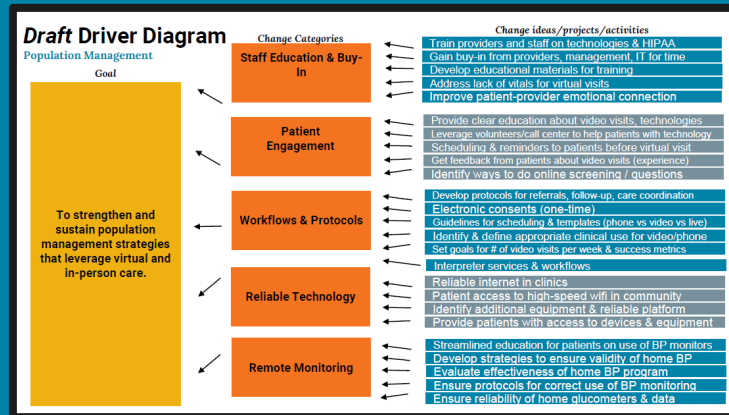 Draft Driver Diagram
Population Management
Goal
To strengthen and
sustain population
management strategies
that leverage virtual and
in-person care.
Change Categories
Staff Education & Buy-
In
Patient
Engagement
Workflows & Protocols
Reliable Technology
Remote Monitoring
Change ideas/projects/activities
Train providers and staff on technologies & HIPAA
Gain buy-in from providers, management, IT for time
Develop educational materials for training
Address lack of vitals for virtual visits
Improve patient-provider emotional connection
Provide clear education about video visits, technologies
Leverage volunteers/call center to help patients with technology
Scheduling & reminders to patients before virtual visit
Get feedback from patients about video visits (experience)
Identify ways to do online screening / questions
Develop protocols for referrals, follow-up, care coordination
Electronic consents (one-time)
Guidelines for scheduling & templates (phone vs video vs live)
Identify & define appropriate clinical use for video/phone
Set goals for # of video visits per week & success metrics
Interpreter services & workflows
Reliable internet in clinics
Patient access to high-speed wifi in community
Identify additional equipment & reliable platform
Provide patients with access to devices & equipment
Streamlined education for patients on use of BP monitors
Develop strategies to ensure validity of home BP
Evaluate effectiveness of home BP program
Ensure protocols for correct use of BP monitoring
Ensure reliability of home glucometers & data